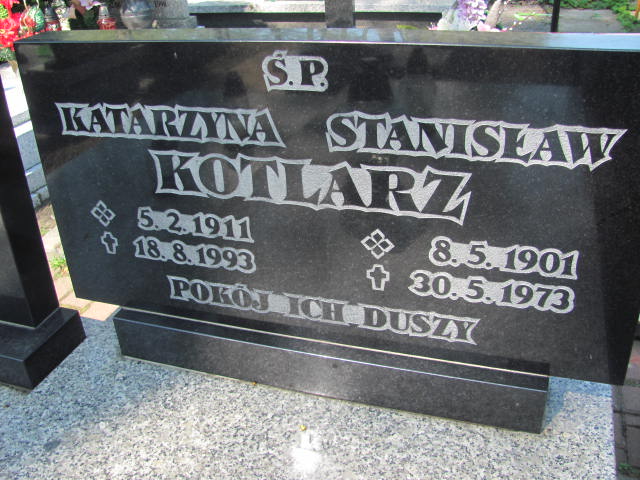 Ś.P.
KATARZYNA STANISŁAW
KOTLARZ
5.2.1911 8.5.1901
18.8.1993 30.5.1973
POKÓJ ICH DUSZY